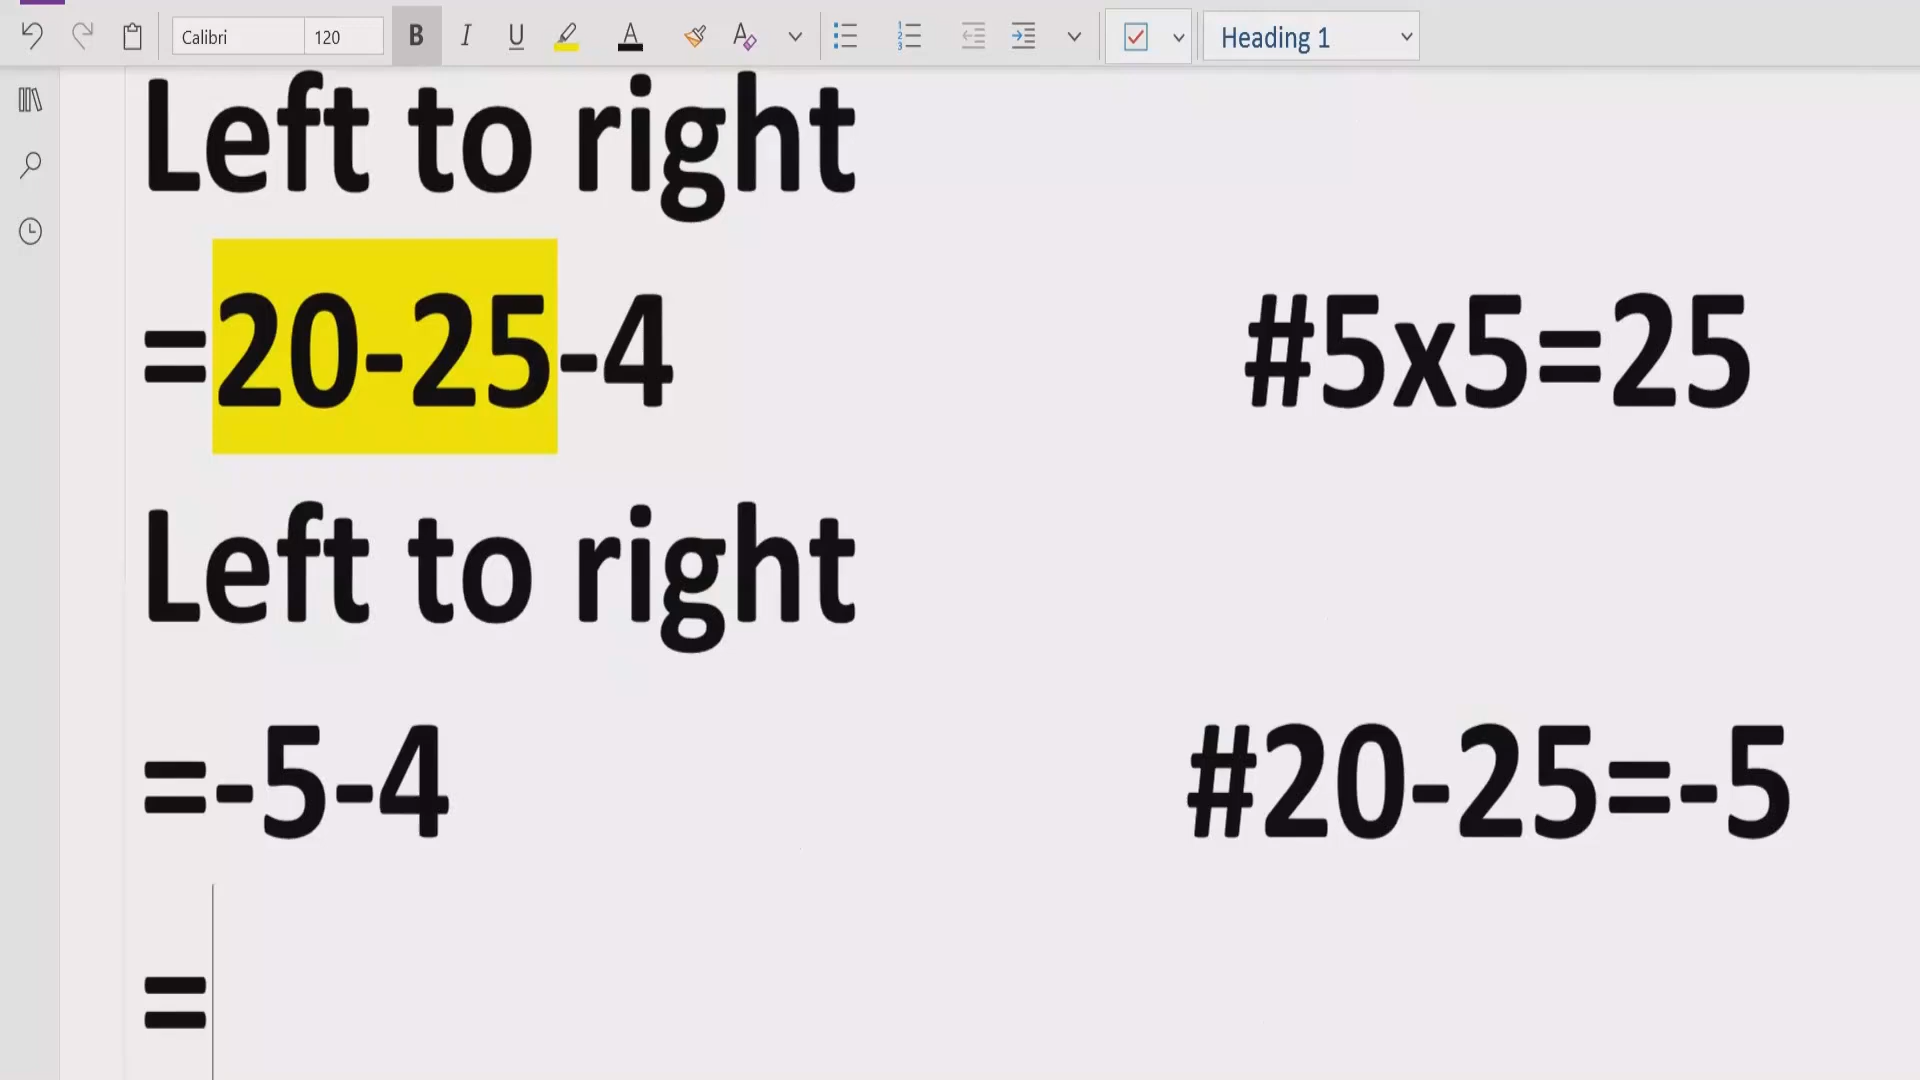 Calibri 120 B I U A A Heading 1
Left to right
=20-25-4 #5x5=25
Left to right
=-5-4 #20-25=-5
=